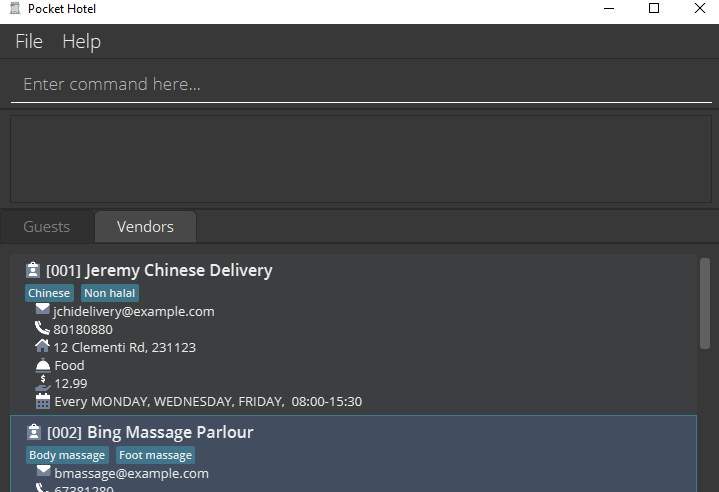 Pocket Hotel
File Help
Enter command here...
Guests Vendors
[001] Jeremy Chinese Delivery
Chinese Non halal
jchidelivery@example.com
80180880
12 Clementi Rd, 231123
Food
12.99
Every MONDAY, WEDNESDAY, FRIDAY, 08:00-15:30
[002] Bing Massage Parlour
Body massage Foot massage
bmassage@example.com
67381280